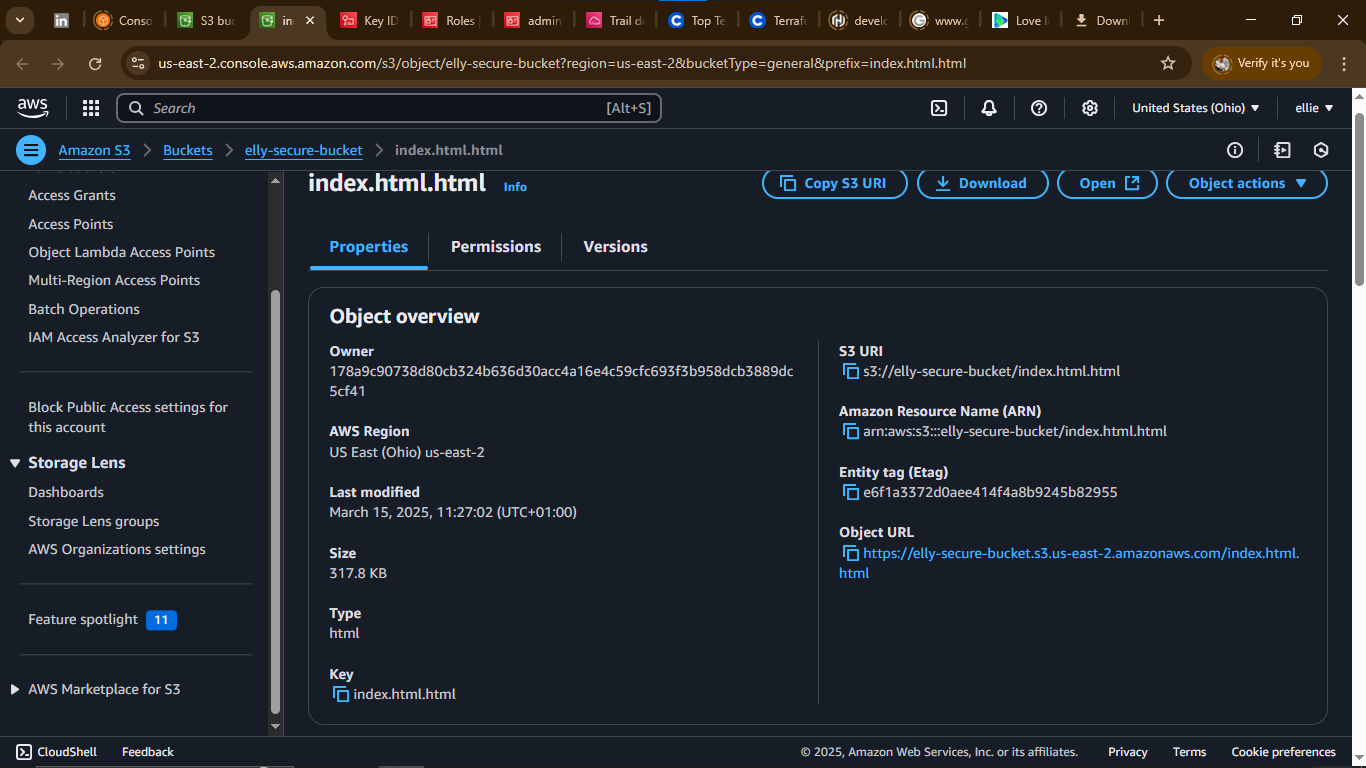 Conso
S3 buc
in
Key ID
Roles
admin
Trail de
Top Te
Terrafo
develo
www.g
Love I
Downl
us-east-2.console.aws.amazon.com/s3/object/elly-secure-bucket?region=us-east-2&bucketType=general&prefix=index.html.html
Verify it's you
aws
Search
[Alt+S]
United States (Ohio)
ellie
Amazon S3
Buckets
elly-secure-bucket
index.html.html
Access Grants
Access Points
Object Lambda Access Points
Multi-Region Access Points
Batch Operations
IAM Access Analyzer for S3
Block Public Access settings for
this account
Storage Lens
Dashboards
Storage Lens groups
AWS Organizations settings
Feature spotlight 11
AWS Marketplace for S3
index.html.html Info
Copy S3 URI
Download
Open
Object actions
Properties
Permissions
Versions
Object overview
Owner
178a9c90738d80cb324b636d30acc4a16e4c59cfc693f3b958dcb3889dc
5cf41
AWS Region
US East (Ohio) us-east-2
Last modified
March 15, 2025, 11:27:02 (UTC+01:00)
Size
317.8 KB
Type
html
Key
index.html.html
S3 URI
s3://elly-secure-bucket/index.html.html
Amazon Resource Name (ARN)
arn:aws:s3:::elly-secure-bucket/index.html.html
Entity tag (Etag)
e6f1a3372d0aee414f4a8b9245b82955
Object URL
https://elly-secure-bucket.s3.us-east-2.amazonaws.com/index.html.
html
CloudShell
Feedback
© 2025, Amazon Web Services, Inc. or its affiliates.
Privacy
Terms
Cookie preferences